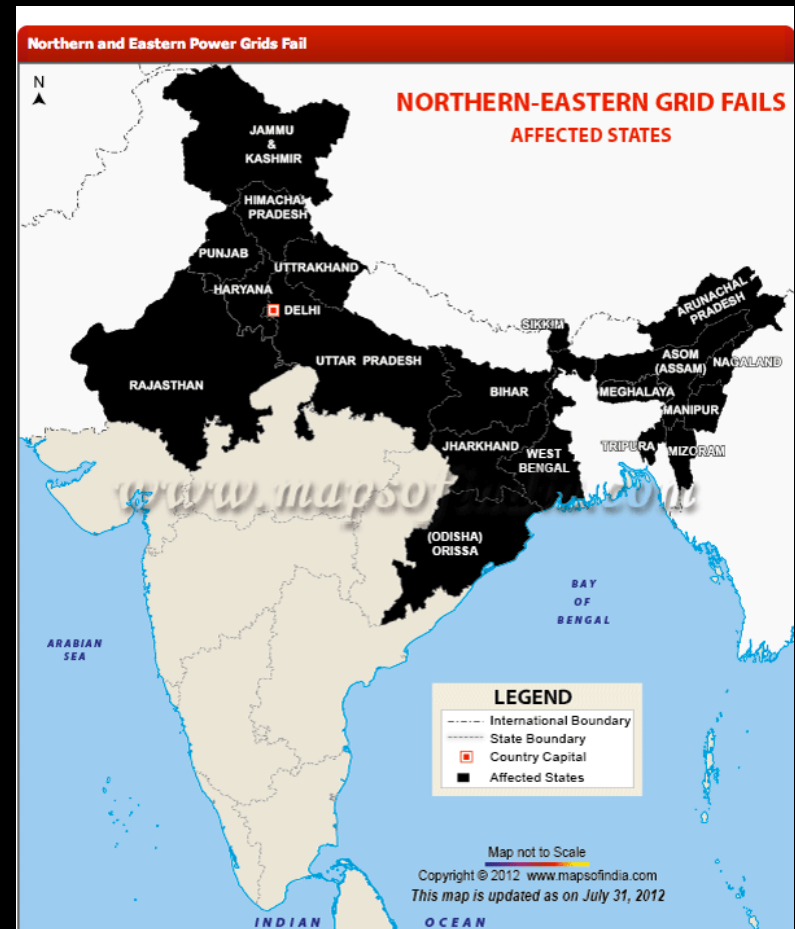 Northern and Eastern Power Grids Fail
N
NORTHERN-EASTERN GRID FAILS
AFFECTED STATES
JAMMU
&
KASHMIR
HIMACHAL
PRADESH
PUNJAB
UTTRAKHAND
HARYANA
DELHI
ARUNACHAL
PRADESH
SIKKIM
UTTAR PRADESH
ASOM
(ASSAM)
NAGALAND
RAJASTHAN
BIHAR
MEGHALAYA
MANIPUR
JHARKHAND
WEST
BENGAL
TRIPURA
MIZORAM
www.mapsofindia.com
(ODISHA)
ORISSA
BAY
OF
BENGAL
ARABIAN
SEA
LEGEND
International Boundary
State Boundary
Country Capital
Affected States
Map not to Scale
Copyright © 2012 www.mapsofindia.com
This map is updated as on July 31, 2012
INDIAN OCEAN